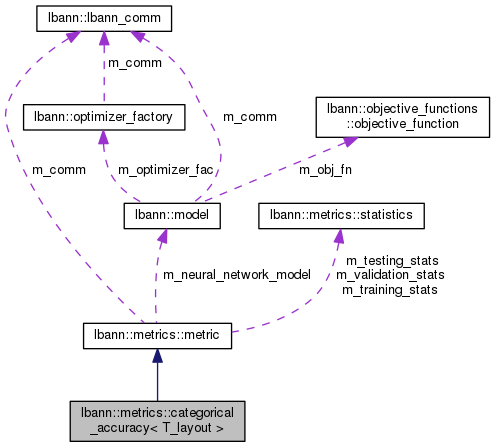 lbann::lbann_comm
m_comm
lbann::optimizer_factory
m_comm
lbann::objective_functions
::objective_function
m_comm
m_optimizer_fac
m_obj_fn
lbann::model
lbann::metrics::statistics
m_neural_network_model
m_testing_stats
m_validation_stats
m_training_stats
lbann::metrics::metric
lbann::metrics::categorical
_accuracy< T_layout >